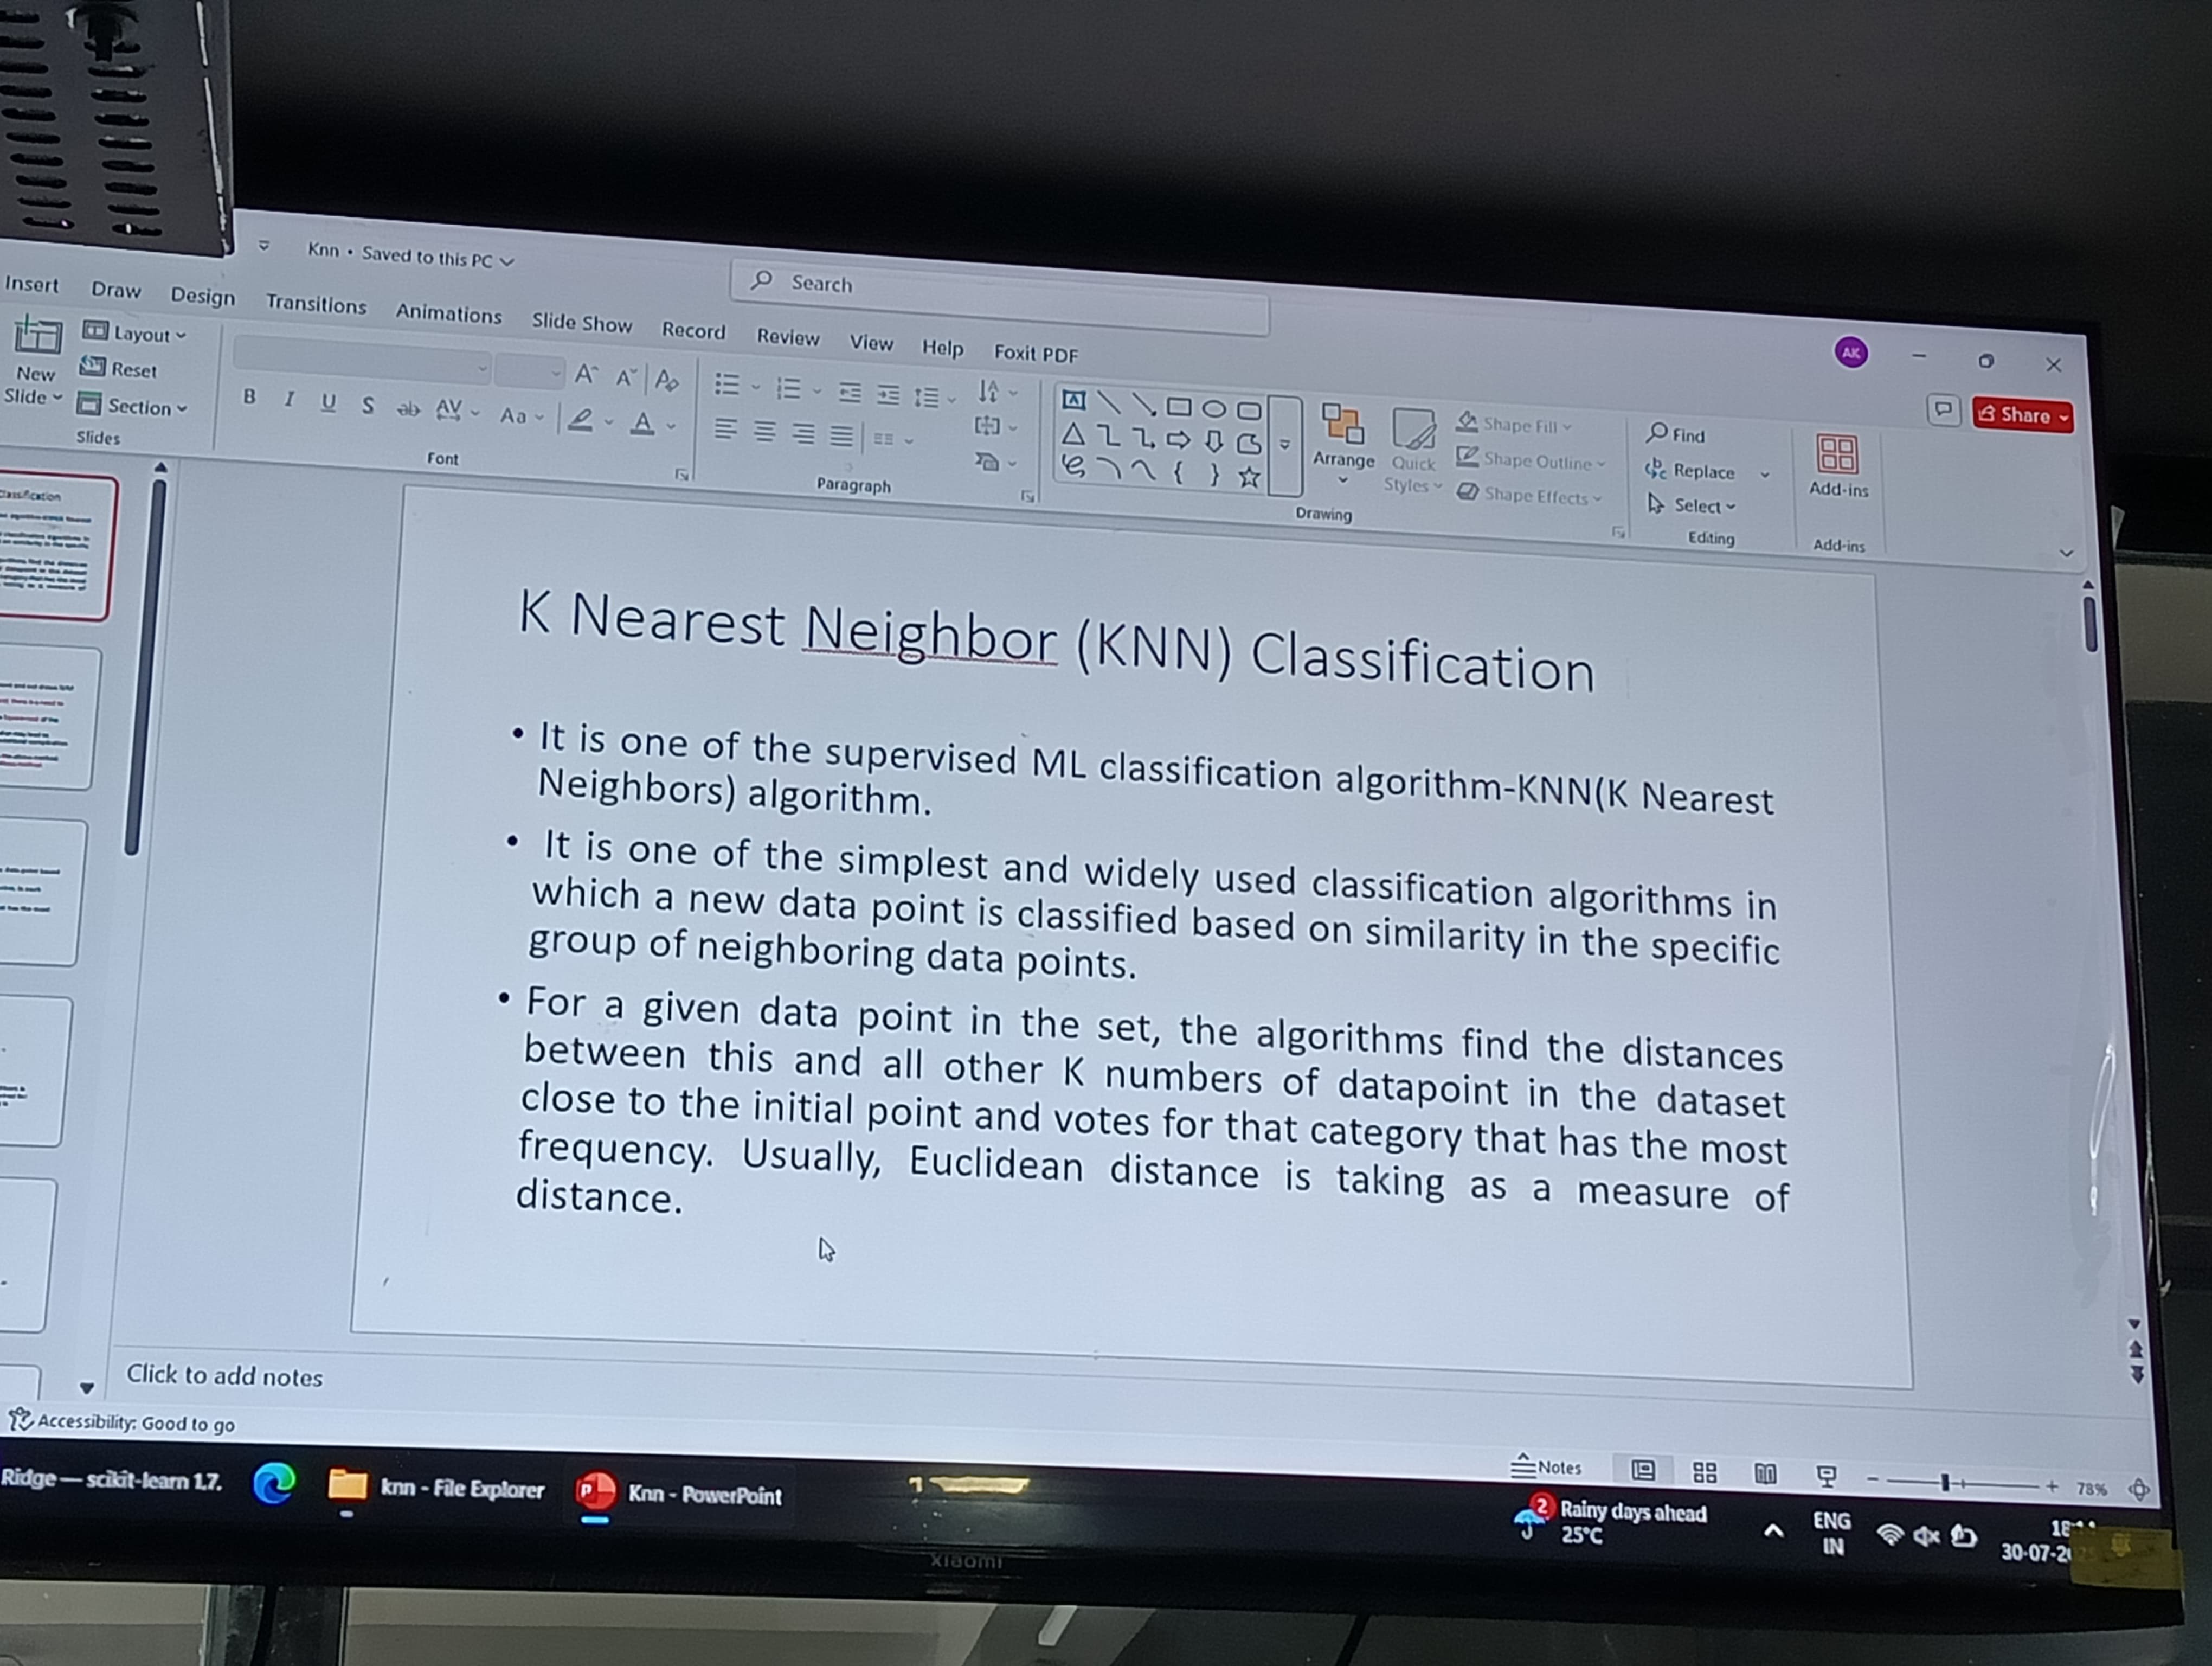 Knn • Saved to this PC
Search
Insert Draw Design Transitions Animations Slide Show Record Review View Help Foxit PDF
AK
Share
New
Slide
Layout
Reset
Section
Slides
B I U S ab AV Aa A
Font
Paragraph
Arrange
Quick
Styles
Shape Fill
Shape Outline
Shape Effects
Drawing
Find
Replace
Select
Editing
Add-ins
Add-ins
K Nearest Neighbor (KNN) Classification
• It is one of the supervised ML classification algorithm-KNN(K Nearest
Neighbors) algorithm.
• It is one of the simplest and widely used classification algorithms in
which a new data point is classified based on similarity in the specific
group of neighboring data points.
• For a given data point in the set, the algorithms find the distances
between this and all other K numbers of datapoint in the dataset
close to the initial point and votes for that category that has the most
frequency. Usually, Euclidean distance is taking as a measure of
distance.
Click to add notes
Accessibility: Good to go
Notes
78%
Ridge — scikit-learn 1.7.
knn - File Explorer
Knn - PowerPoint
2
Rainy days ahead
25°C
ENG
IN
30-07-2
xiaomi